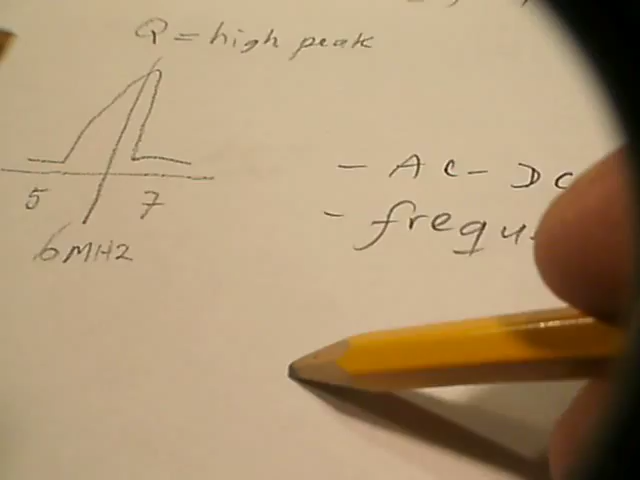 Q = high peak
- AC - DC
5 7
- frequ
6MHZ